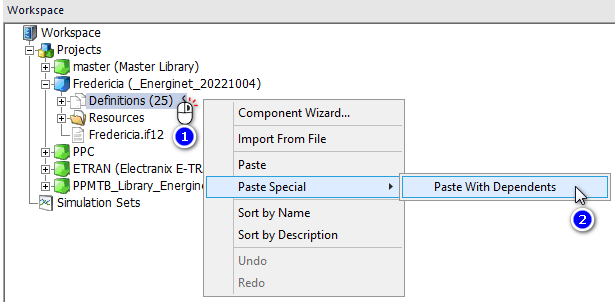 Workspace
Workspace
Projects
master (Master Library)
Fredericia (_Energinet_20221004)
Definitions (25)
Resources
Fredericia.if12
PPC
ETRAN (Electranix E-TRA
PPMTB_Library_Energine
Simulation Sets
1
Component Wizard...
Import From File
Paste
Paste Special
Sort by Name
Sort by Description
Undo
Redo
Paste With Dependents
2